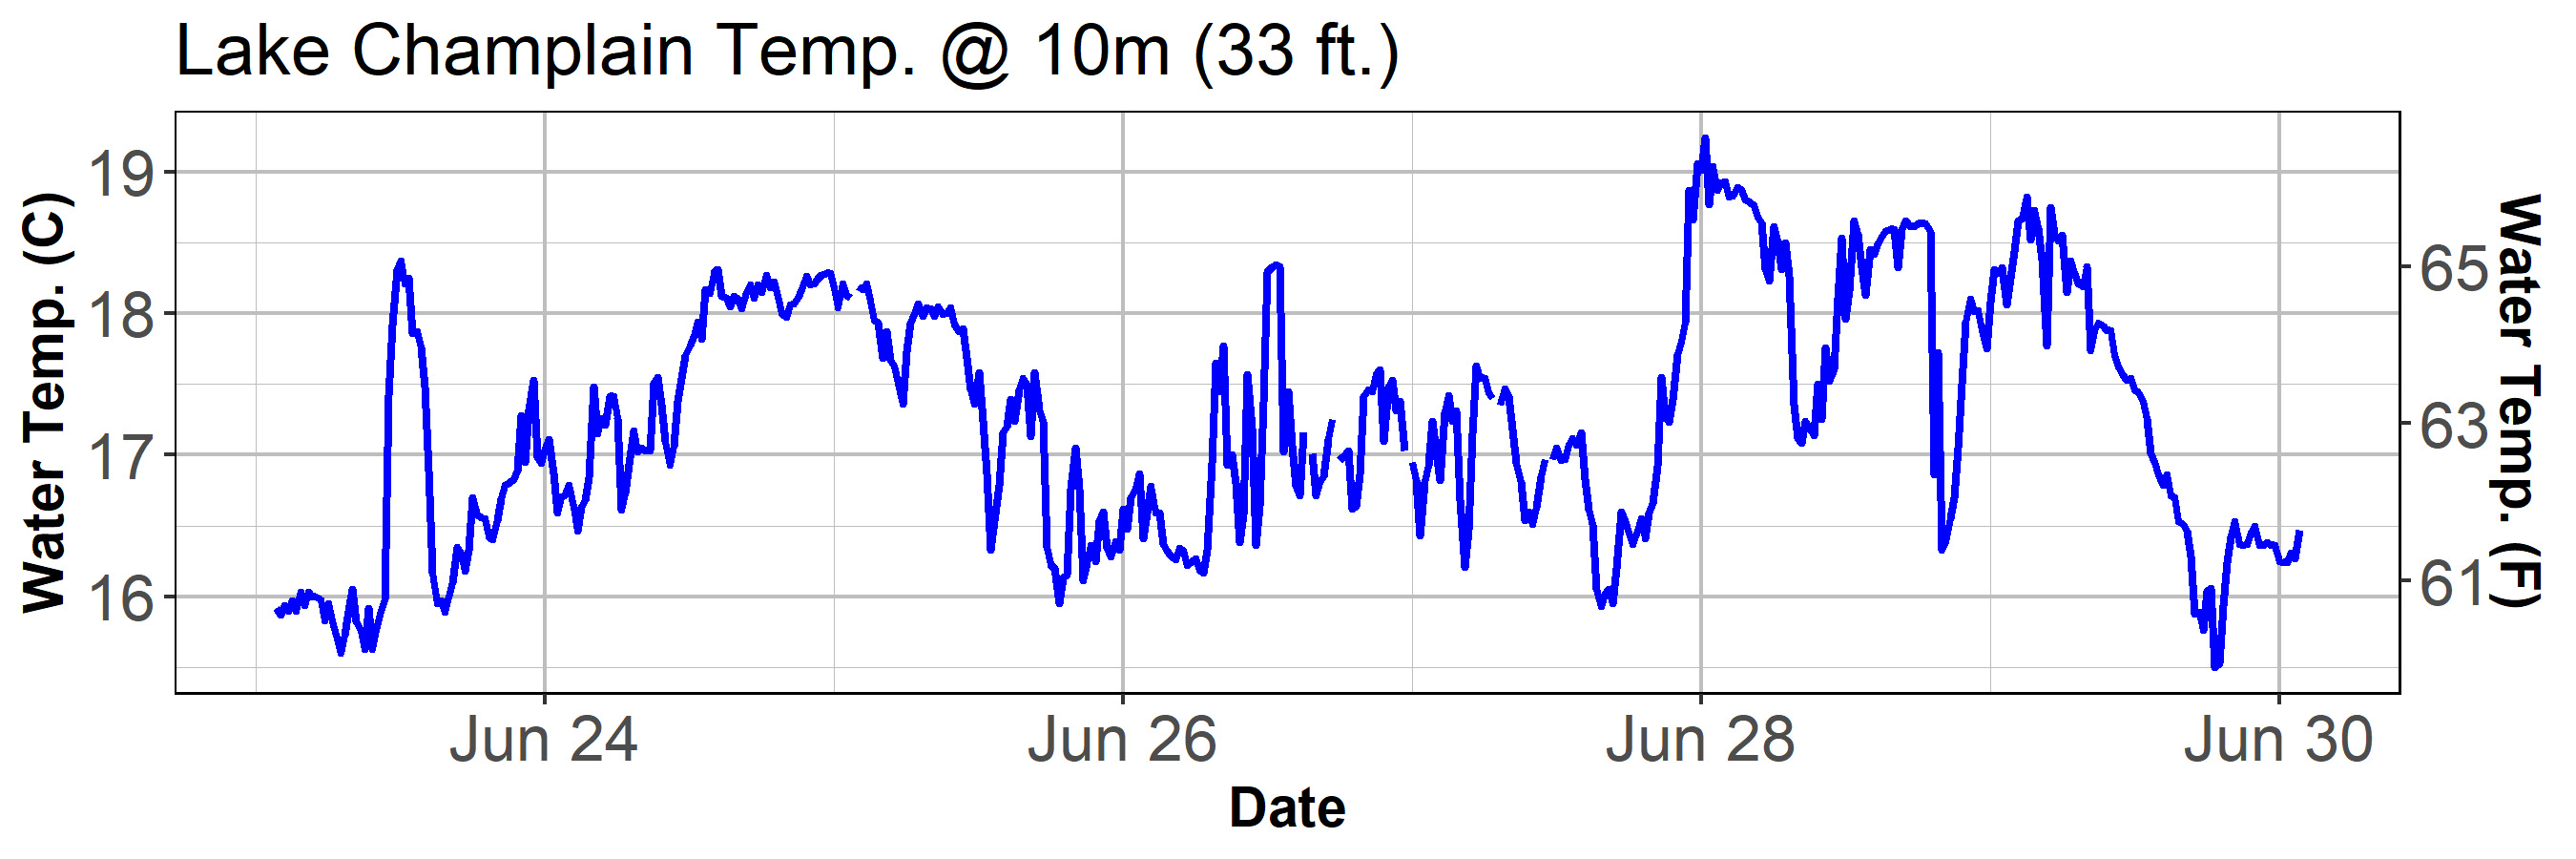 Lake Champlain Temp. @ 10m (33 ft.)
Water Temp. (C)
19
18
17
16
65
63
61
Water Temp. (F)
Jun 24
Jun 26
Jun 28
Jun 30
Date